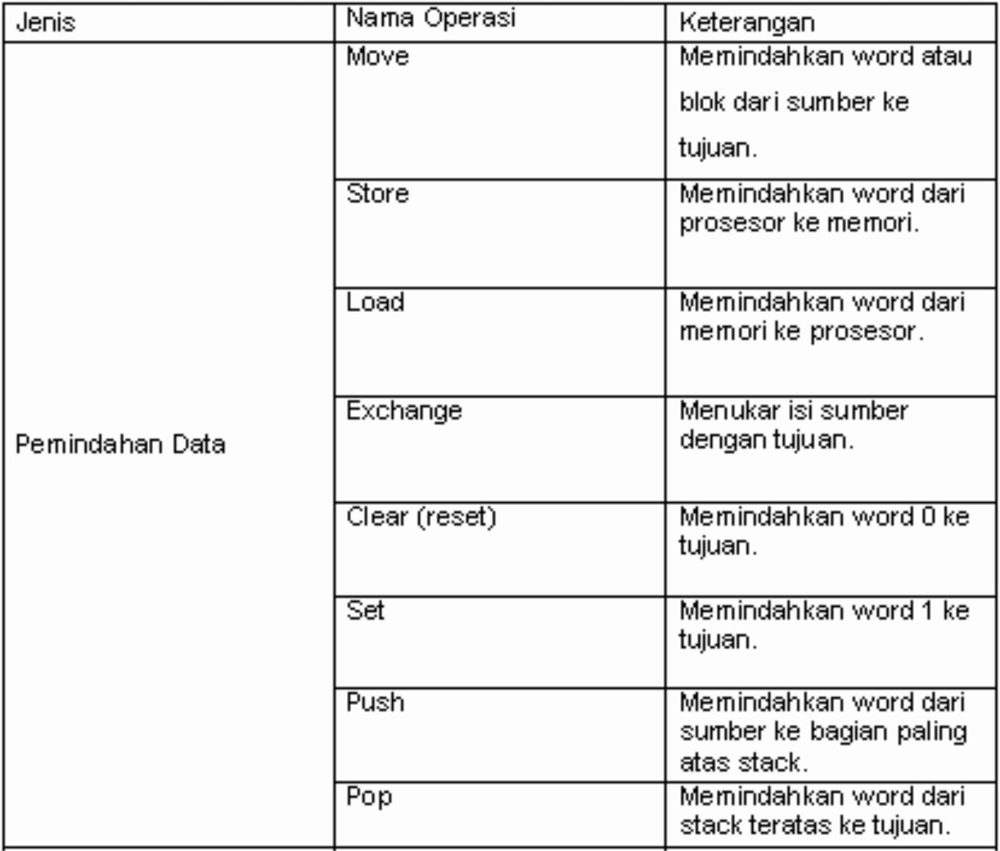 Jenis
Nama Operasi
Keterangan
Pemindahan Data
Move
Memindahkan word atau
blok dari sumber ke
tujuan.
Store
Memindahkan word dari
prosesor ke memori.
Load
Memindahkan word dari
memori ke prosesor.
Exchange
Menukar isi sumber
dengan tujuan.
Clear (reset)
Memindahkan word 0 ke
tujuan.
Set
Memindahkan word 1 ke
tujuan.
Push
Memindahkan word dari
sumber ke bagian paling
atas stack.
Pop
Memindahkan word dari
stack teratas ke tujuan.